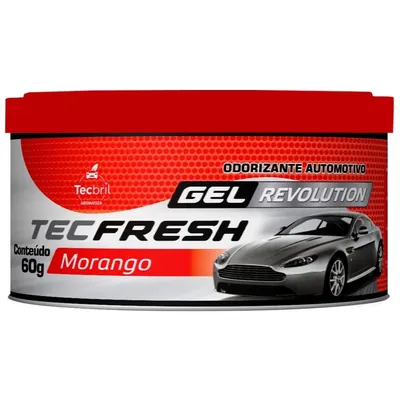 Tecbril
ODORIZANTE AUTOMOTIVO
GEL REVOLUTION
TECFRESH
Conteúdo
60g
Morango